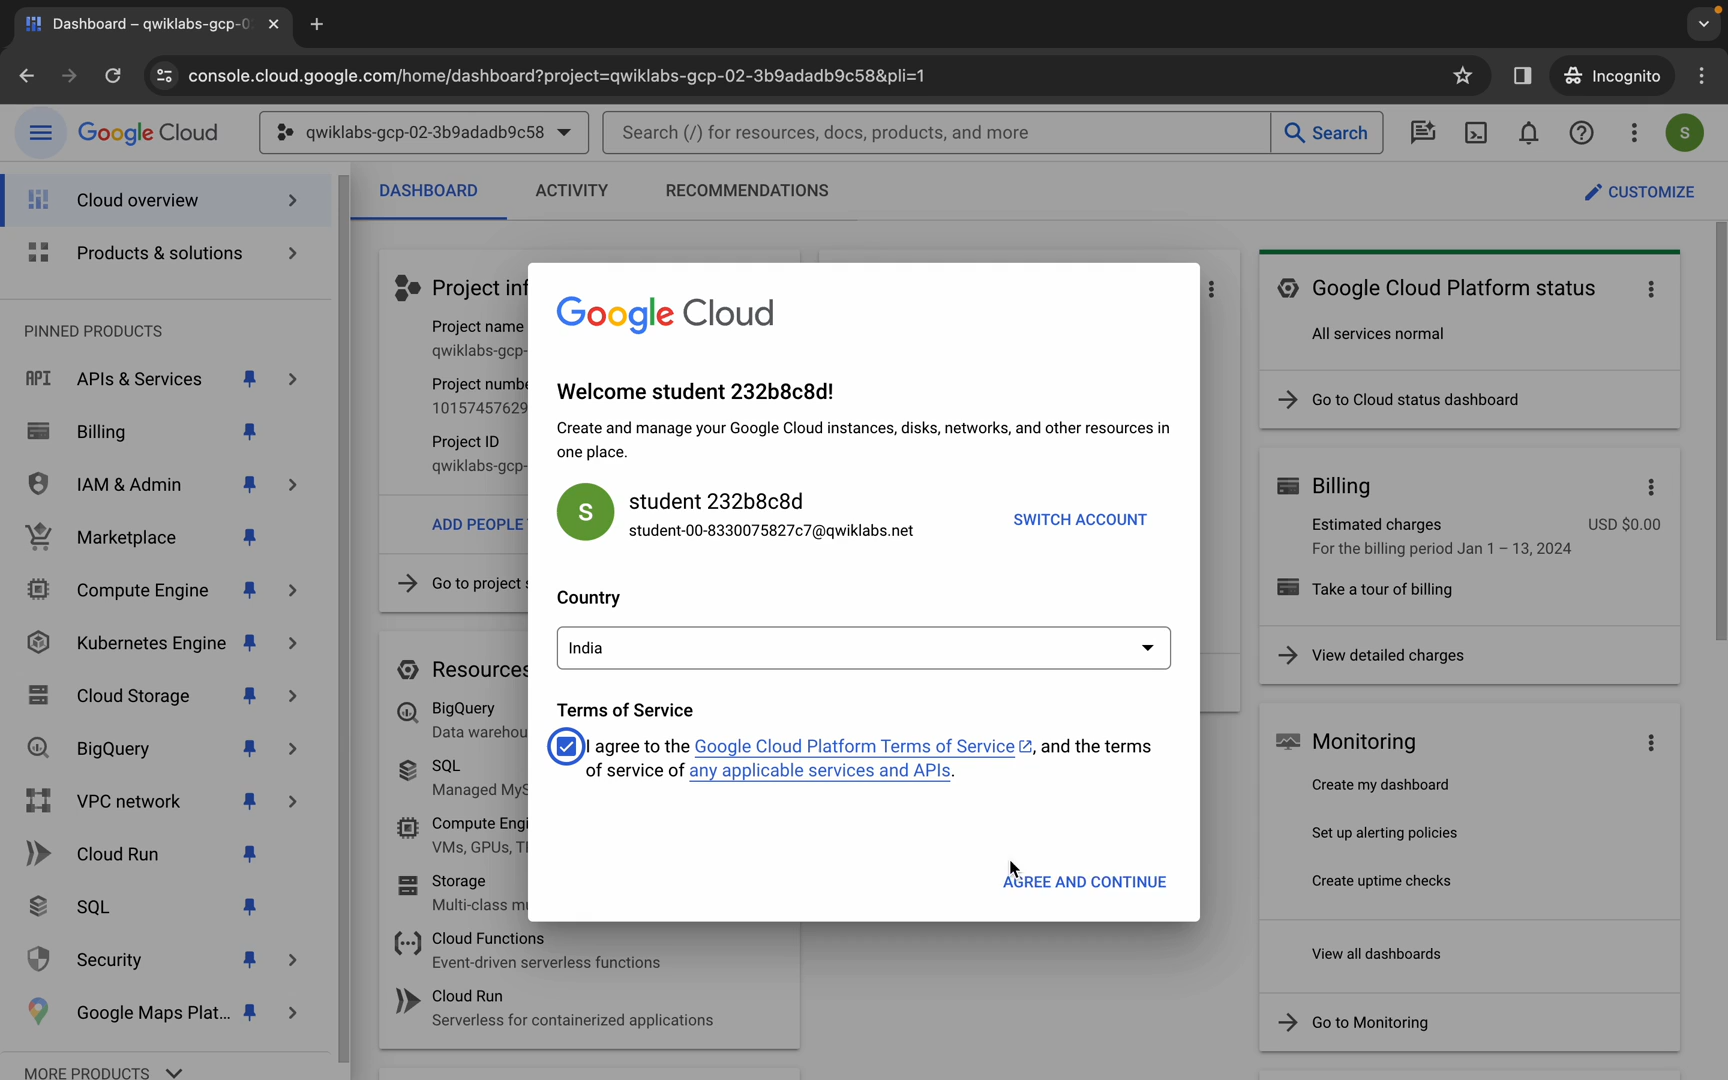 Dashboard – qwiklabs-gcp-0
console.cloud.google.com/home/dashboard?project=qwiklabs-gcp-02-3b9adadb9c58&pli=1
Incognito
Google Cloud
qwiklabs-gcp-02-3b9adadb9c58
Search (/) for resources, docs, products, and more
Search
S
Cloud overview
Products & solutions
PINNED PRODUCTS
API APIs & Services
Billing
IAM & Admin
Marketplace
Compute Engine
Kubernetes Engine
Cloud Storage
BigQuery
VPC network
Cloud Run
SQL
Security
Google Maps Plat...
MORE PRODUCTS
DASHBOARD
ACTIVITY
RECOMMENDATIONS
CUSTOMIZE
Project inf
Project name
qwiklabs-gcp-
Project numbe
10157457629
Project ID
qwiklabs-gcp-
ADD PEOPLE
Go to project s
Resources
BigQuery
Data warehou
SQL
Managed MyS
Compute Engi
VMs, GPUs, T
Storage
Multi-class mu
Cloud Functions
Event-driven serverless functions
Cloud Run
Serverless for containerized applications
Google Cloud
Welcome student 232b8c8d!
Create and manage your Google Cloud instances, disks, networks, and other resources in
one place.
S
student 232b8c8d
student-00-8330075827c7@qwiklabs.net
SWITCH ACCOUNT
Country
India
Terms of Service
I agree to the Google Cloud Platform Terms of Service, and the terms
of service of any applicable services and APIs.
AGREE AND CONTINUE
Google Cloud Platform status
All services normal
Go to Cloud status dashboard
Billing
Estimated charges USD $0.00
For the billing period Jan 1 – 13, 2024
Take a tour of billing
View detailed charges
Monitoring
Create my dashboard
Set up alerting policies
Create uptime checks
View all dashboards
Go to Monitoring